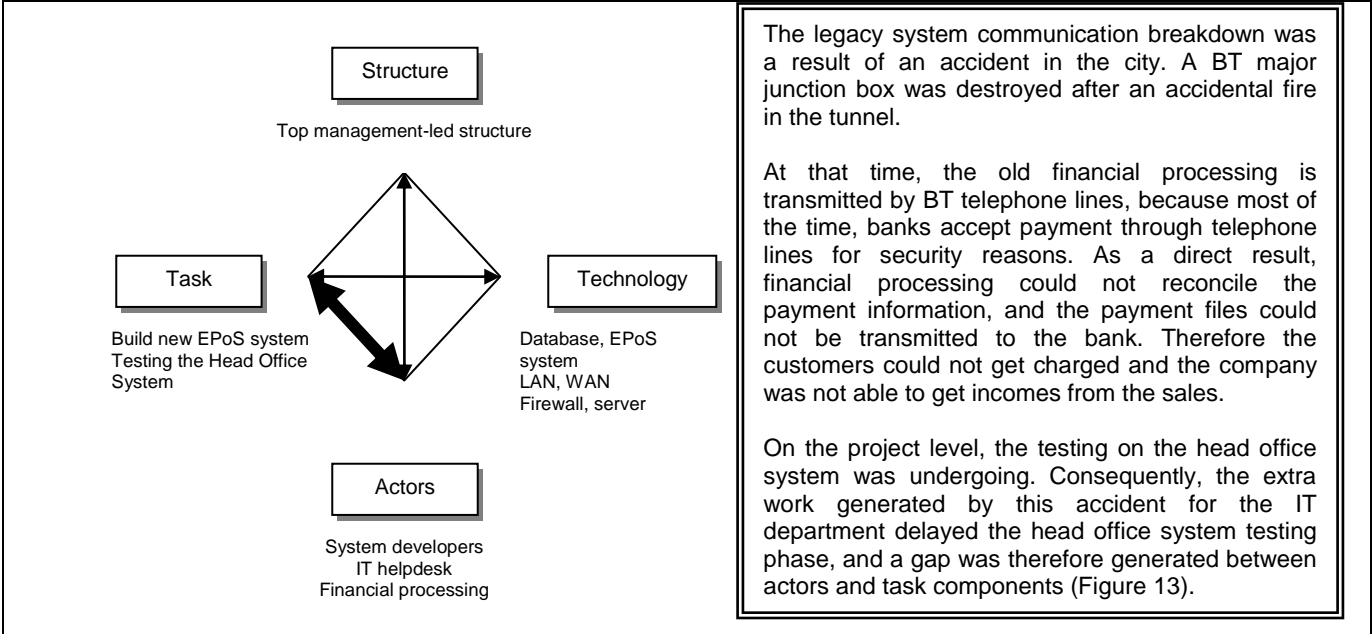 Structure
Top management-led structure
Task
Build new EPoS system
Testing the Head Office
System
Technology
Database, EPoS
system
LAN, WAN
Firewall, server
Actors
System developers
IT helpdesk
Financial processing
The legacy system communication breakdown was
a result of an accident in the city. A BT major
junction box was destroyed after an accidental fire
in the tunnel.
At that time, the old financial processing is
transmitted by BT telephone lines, because most of
the time, banks accept payment through telephone
lines for security reasons. As a direct result,
financial processing could not reconcile the
payment information, and the payment files could
not be transmitted to the bank. Therefore the
customers could not get charged and the company
was not able to get incomes from the sales.
On the project level, the testing on the head office
system was undergoing. Consequently, the extra
work generated by this accident for the IT
department delayed the head office system testing
phase, and a gap was therefore generated between
actors and task components (Figure 13).